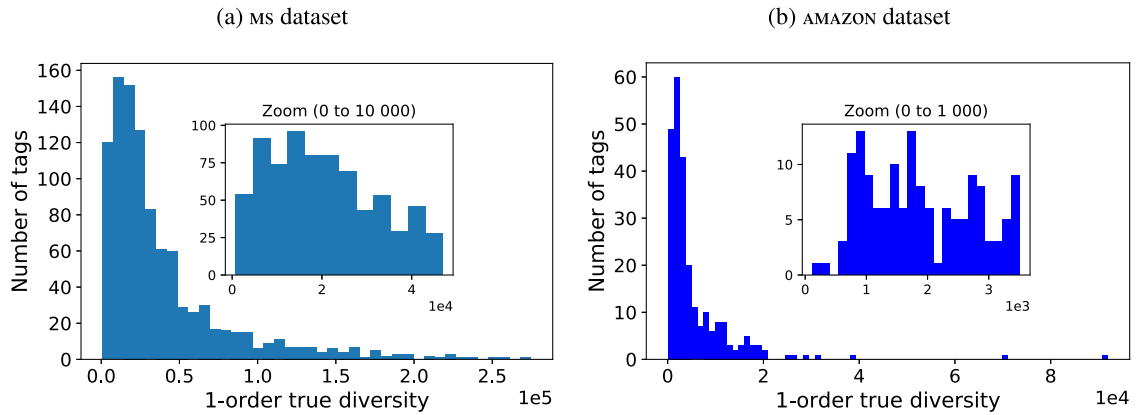 (a) MS dataset
160
140
120
100
80
60
40
20
0
Number of tags
Zoom (0 to 10 000)
100
75
50
25
0
0 2 4
1e4
0.0 0.5 1.0 1.5 2.0 2.5
1e5
1-order true diversity
(b) AMAZON dataset
60
50
40
30
20
10
0
Number of tags
Zoom (0 to 1 000)
10
5
0
0 1 2 3
1e3
0 2 4 6 8
1e4
1-order true diversity